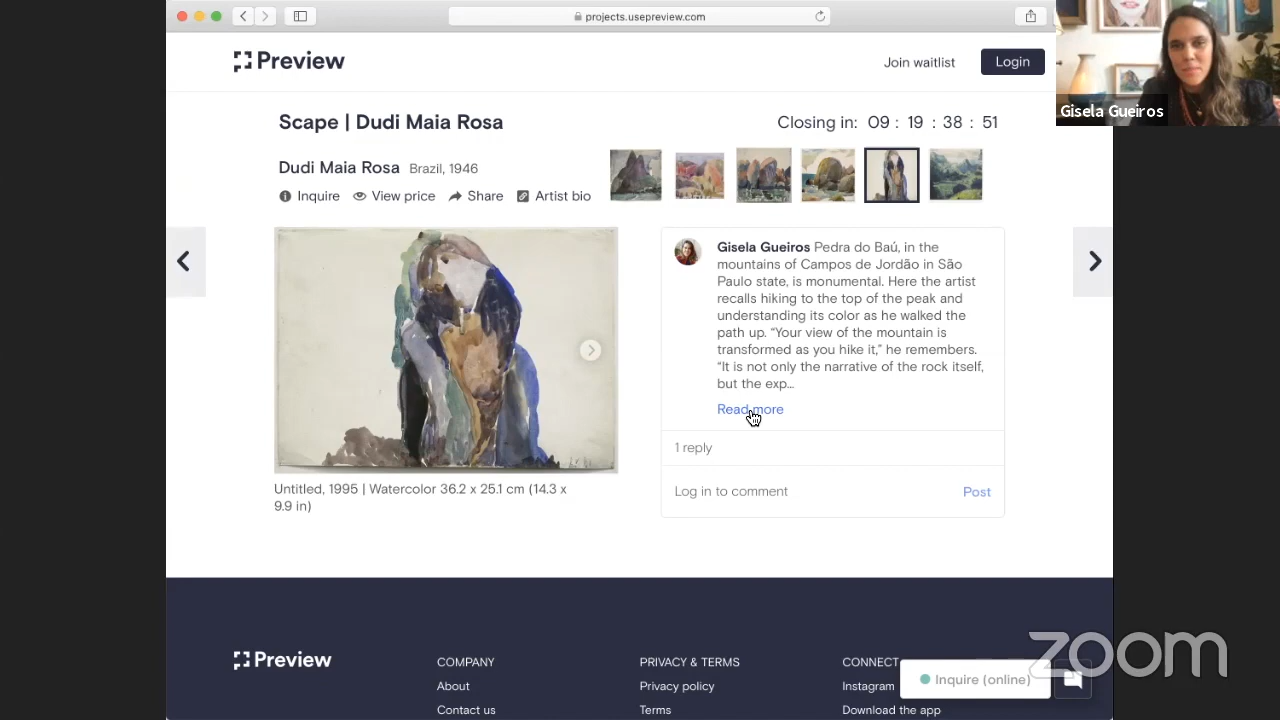 projects.usepreview.com
Preview
Join waitlist
Login
Gisela Gueiros
Scape | Dudi Maia Rosa
Closing in: 09 : 19 : 38 : 51
Dudi Maia Rosa Brazil, 1946
Inquire View price Share Artist bio
Gisela Gueiros Pedra do Baú, in the
mountains of Campos de Jordão in São
Paulo state, is monumental. Here the artist
recalls hiking to the top of the peak and
understanding its color as he walked the
path up. “Your view of the mountain is
transformed as you hike it,” he remembers.
“It is not only the narrative of the rock itself,
but the exp...
Read more
1 reply
Log in to comment
Post
Untitled, 1995 | Watercolor 36.2 x 25.1 cm (14.3 x
9.9 in)
Preview
COMPANY
About
Contact us
PRIVACY & TERMS
Privacy policy
Terms
CONNECT
Instagram
Download the app
Inquire (online)
zoom